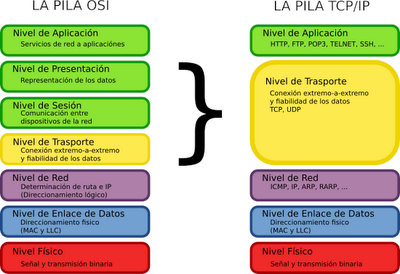 LA PILA OSI
Nivel de Aplicación
Servicios de red a aplicaciónes
Nivel de Presentación
Representación de los datos
Nivel de Sesión
Comunicación entre
dispositivos de la red
Nivel de Transporte
Conexión extremo-a-extremo
y fiabilidad de los datos
Nivel de Red
Determinación de ruta e IP
(Direccionamiento lógico)
Nivel de Enlace de Datos
Direccionamiento físico
(MAC y LLC)
Nivel Físico
Señal y transmisión binaria
LA PILA TCP/IP
Nivel de Aplicación
HTTP, FTP, POP3, TELNET, SSH, ...
Nivel de Trasporte
Conexión extremo-a-extremo
y fiabilidad de los datos
TCP, UDP
Nivel de Red
ICMP, IP, ARP, RARP, ...
Nivel de Enlace de Datos
Direccionamiento físico
(MAC y LLC)
Nivel Físico
Señal y transmisión binaria